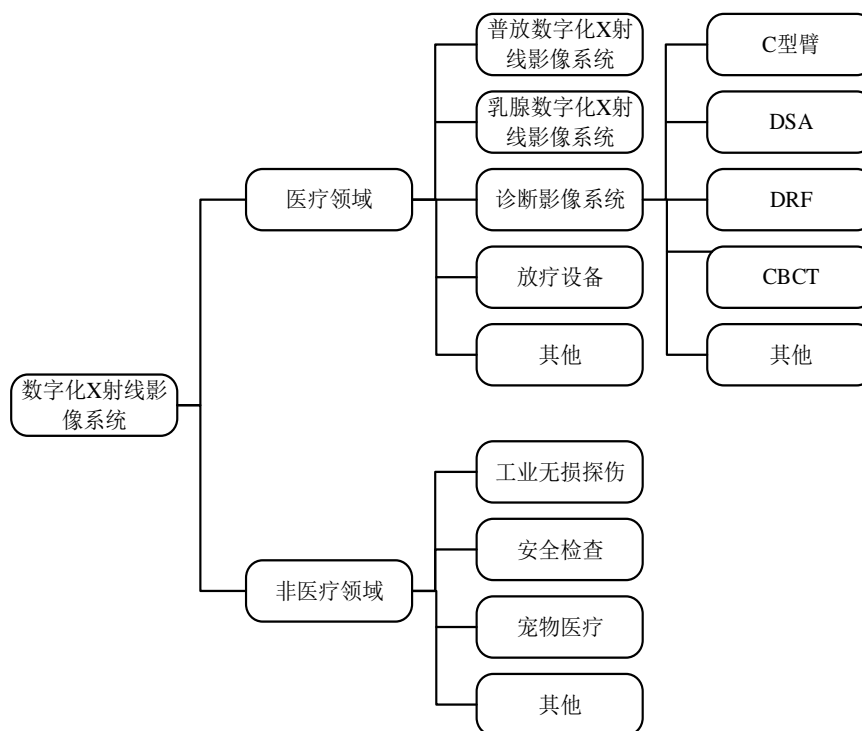 普放数字化X射
线影像系统
乳腺数字化X射
线影像系统
诊断影像系统
放疗设备
其他
C型臂
DSA
DRF
CBCT
其他
医疗领域
数字化X射线影
像系统
非医疗领域
工业无损探伤
安全检查
宠物医疗
其他